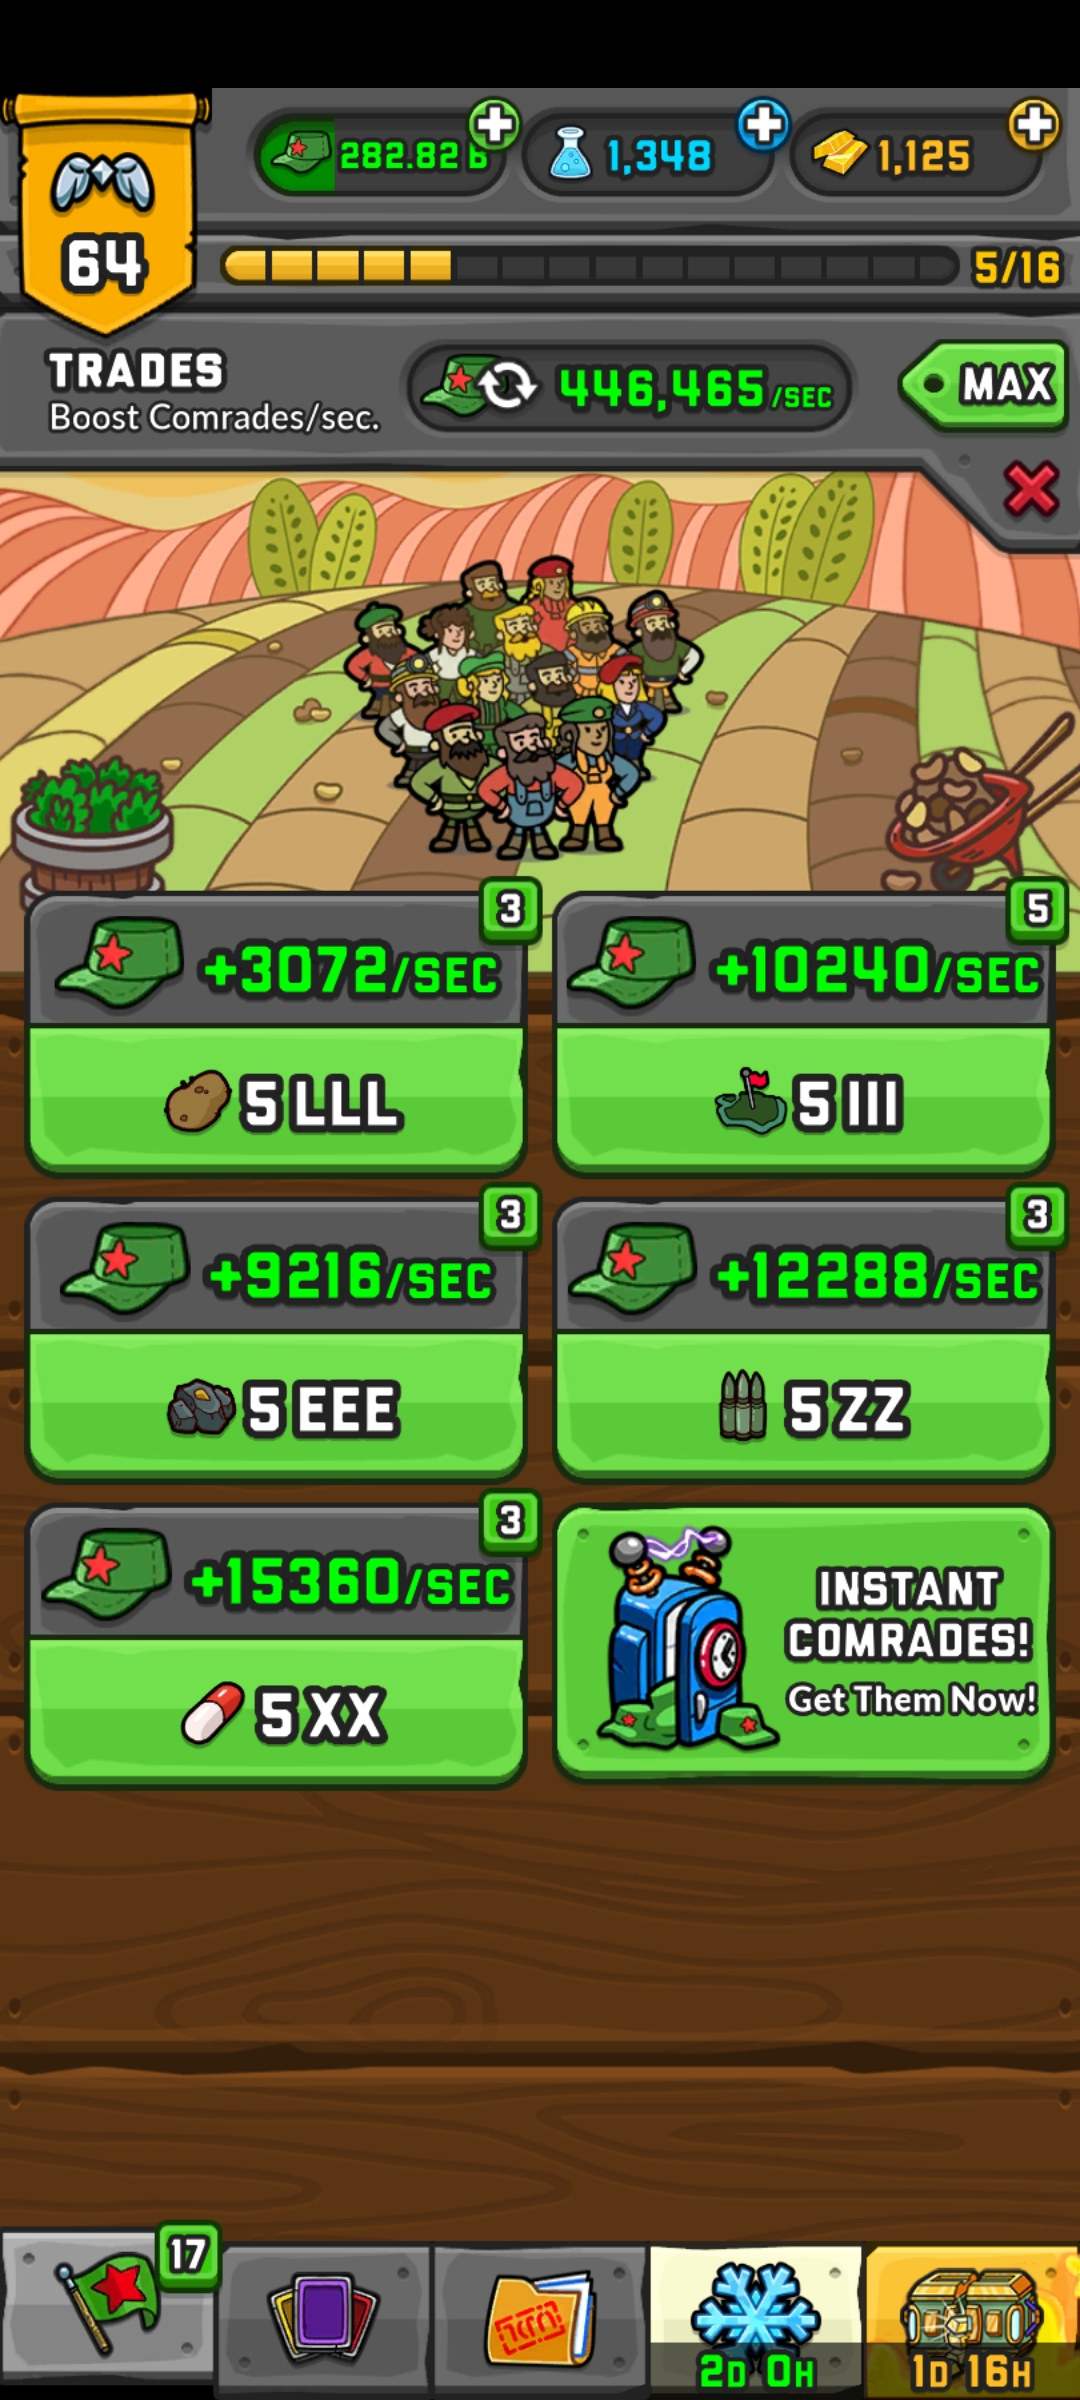 282.82 B
1,348
1,125
64
5/16
TRADES
Boost Comrades/sec.
446,465/SEC
MAX
3
+3072/SEC
5 LLL
5
+10240/SEC
5 III
3
+9216/SEC
5 EEE
3
+12288/SEC
5 ZZ
3
+15360/SEC
5 XX
INSTANT
COMRADES!
Get Them Now!
17
2D 0H
1D 16H